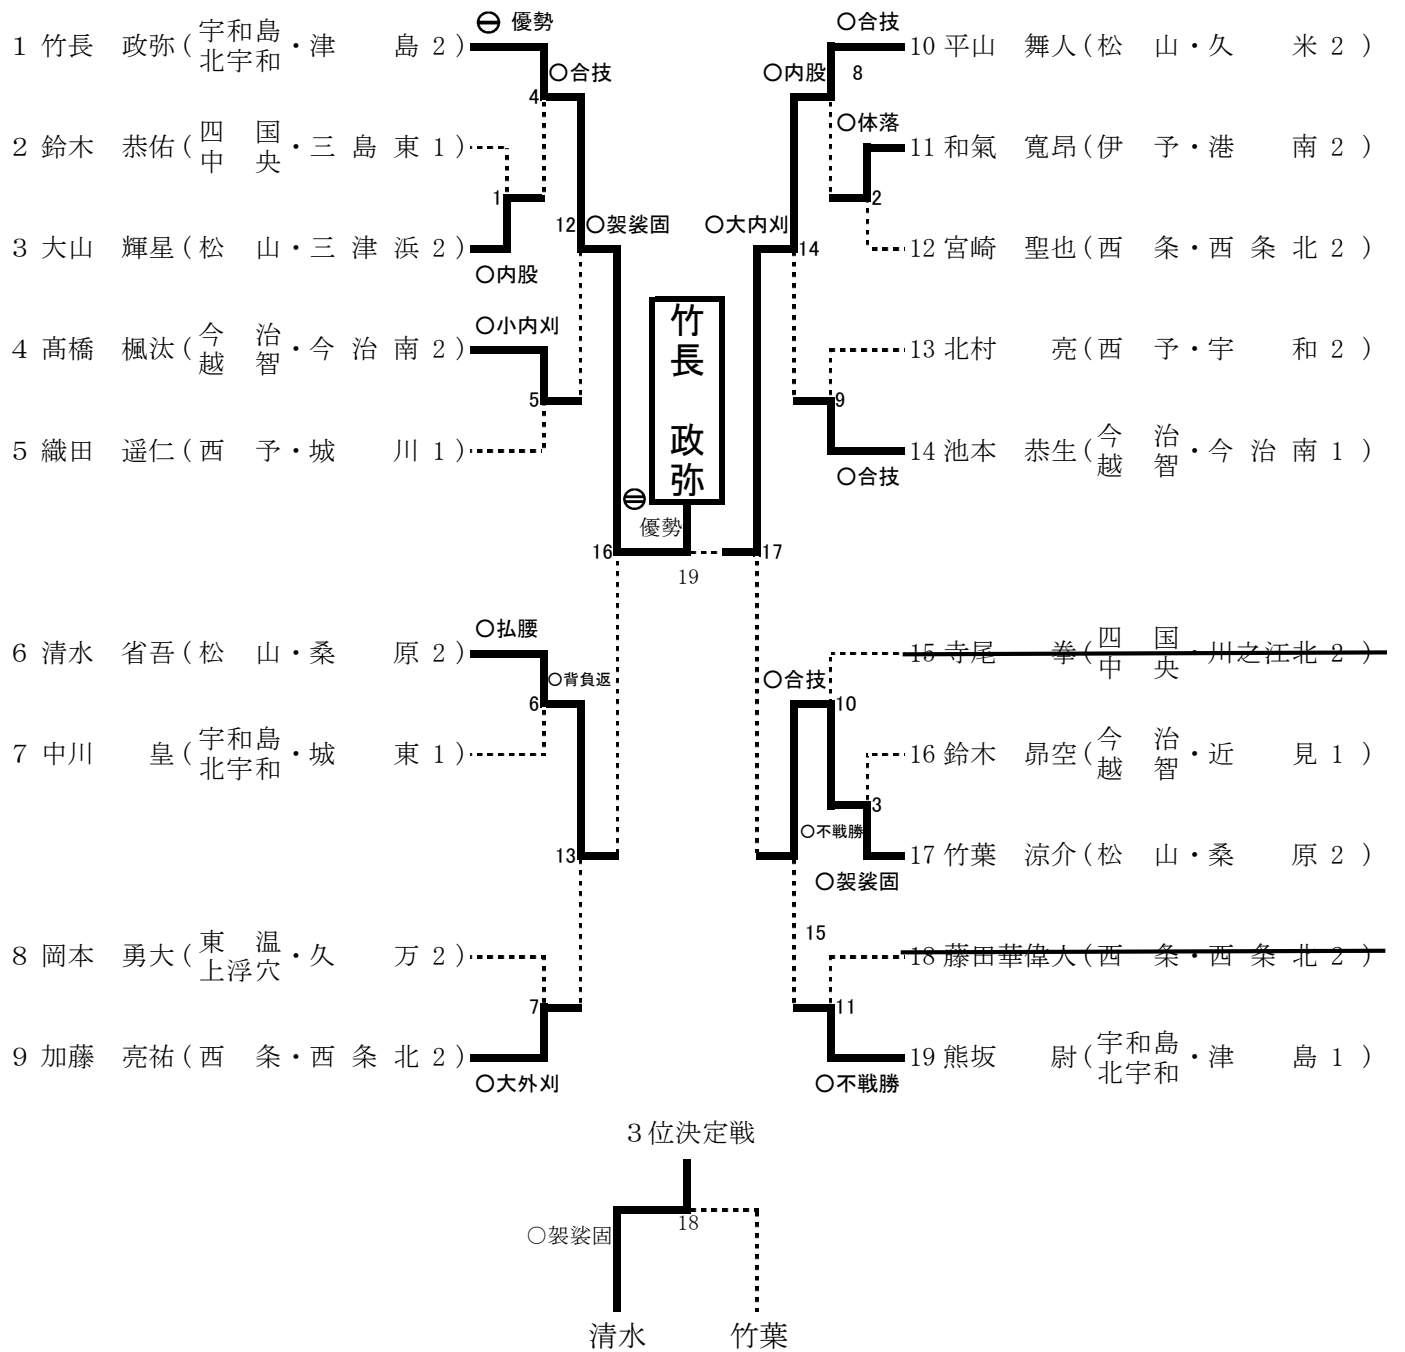 優勢
1 竹長 政弥(宇和島北宇和・津 島 2)
○合技
4
2 鈴木 恭佑(四国中央・三 島 東 1)
1
12
○袈裟固
3 大山 輝星(松 山・三 津 浜 2)
○内股
○小内刈
4 髙橋 楓汰(今治越智・今 治 南 2)
5
5 織田 遥仁(西 予・城 川 1)
16
○払腰
6 清水 省吾(松 山・桑 原 2)
○背負返
6
7 中川 皇(宇和島北宇和・城 東 1)
13
8 岡本 勇大(東温上浮穴・久 万 2)
7
9 加藤 亮祐(西 条・西 条 北 2)
○大外刈
竹長 政弥
優勢
19
○合技
10 平山 舞人(松 山・久 米 2)
○内股
8
○体落
11 和氣 寛昂(伊 予・港 南 2)
2
○大内刈
14
12 宮崎 聖也(西 条・西 条 北 2)
13 北村 亮(西 予・宇 和 2)
9
14 池本 恭生(今治越智・今 治 南 1)
○合技
17
15 寺尾 拳(四国中央・川之江北 2)
○合技
10
16 鈴木 昴空(今治越智・近 見 1)
3
○不戦勝
17 竹葉 涼介(松 山・桑 原 2)
○袈裟固
15
18 藤田華偉人(西 条・西 条 北 2)
11
19 熊坂 尉(宇和島北宇和・津 島 1)
○不戦勝
3位決定戦
18
○袈裟固
清水 竹葉